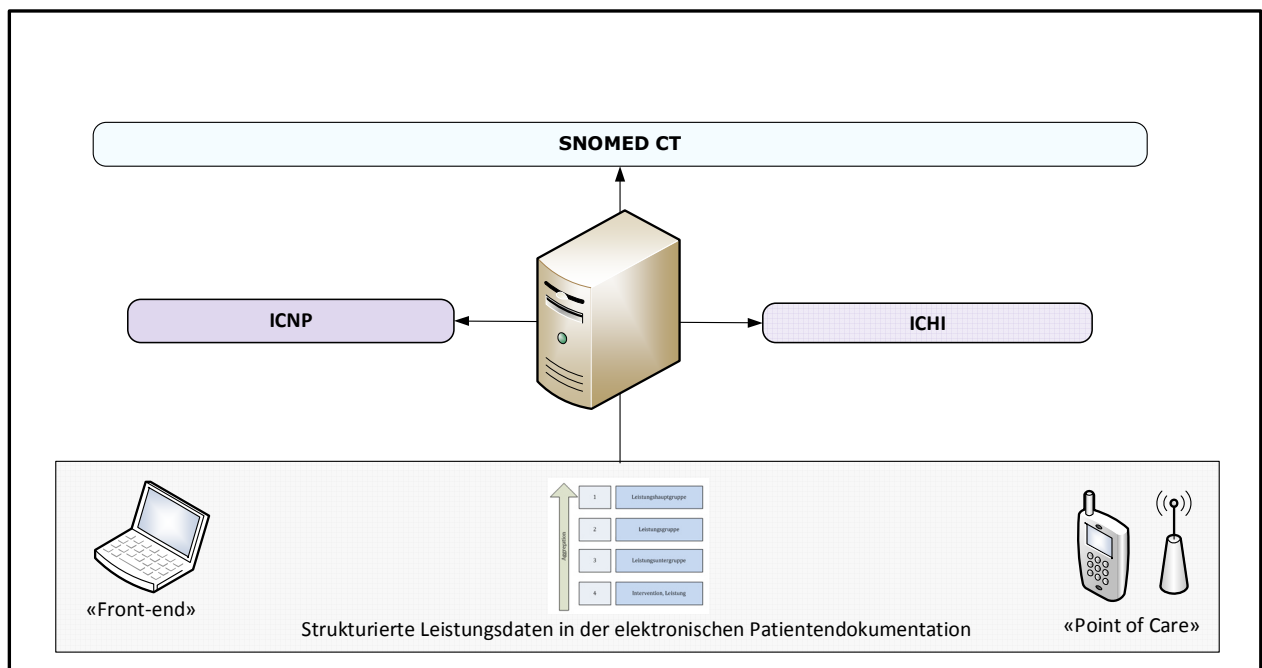 SNOMED CT
ICNP
ICHI
Aggregation
1 Leistungshauptgruppe
2 Leistungsgruppe
3 Leistungsuntergruppe
4 Intervention, Leistung
«Front-end»
Strukturierte Leistungsdaten in der elektronischen Patientendokumentation
«Point of Care»